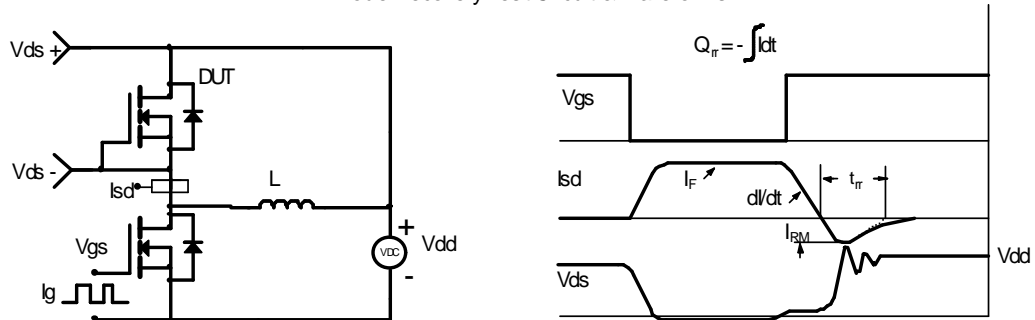 Vds +
DUT
Vds -
Isd
L
Vgs
Ig
VDC
+
-
Vdd
Qrr = - ∫Idt
Vgs
Isd
IF
dI/dt
trr
IRM
Vdd
Vds